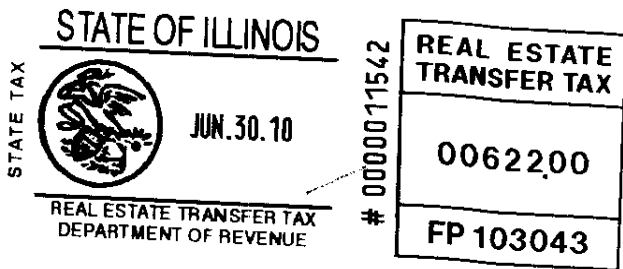 STATE OF ILLINOIS
STATE TAX
JUN.30.10
REAL ESTATE TRANSFER TAX
DEPARTMENT OF REVENUE
# 0000011542
REAL ESTATE
TRANSFER TAX
0062200
FP 103043